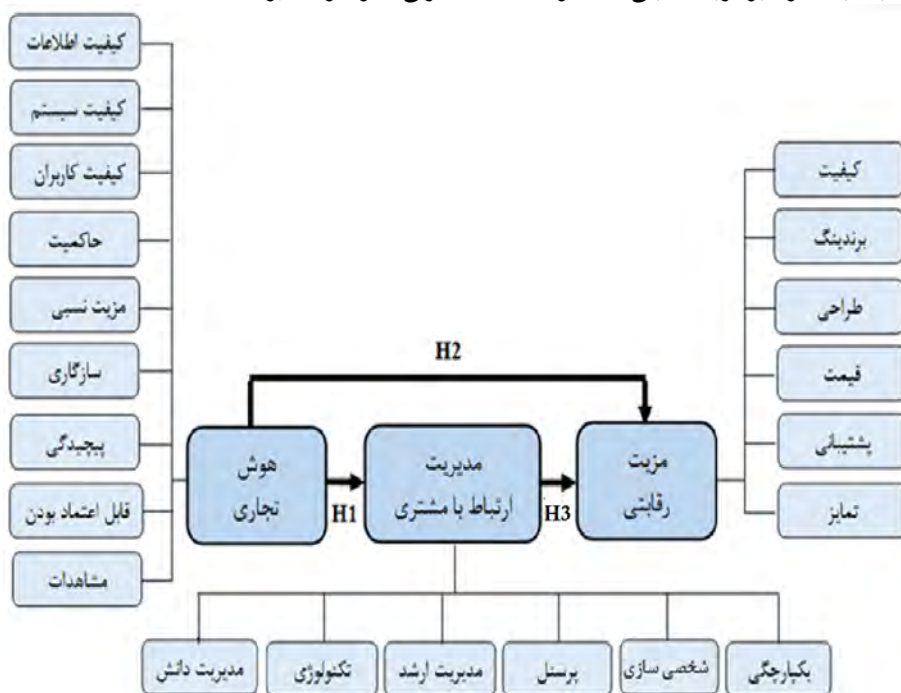 کیفیت اطلاعات
کیفیت سیستم
کیفیت کاربران
حاکمیت
مزیت نسبی
سازگاری
پیچیدگی
قابل اعتماد بودن
مشاهدات
کیفیت
برندینگ
طراحی
قیمت
پشتیبانی
تمایز
H2
هوش
تجاری
H1
مدیریت
ارتباط با مشتری
H3
مزیت
رقابتی
یکپارچگی
شخصی سازی
پرسنل
مدیریت ارشد
تکنولوژی
مدیریت دانش